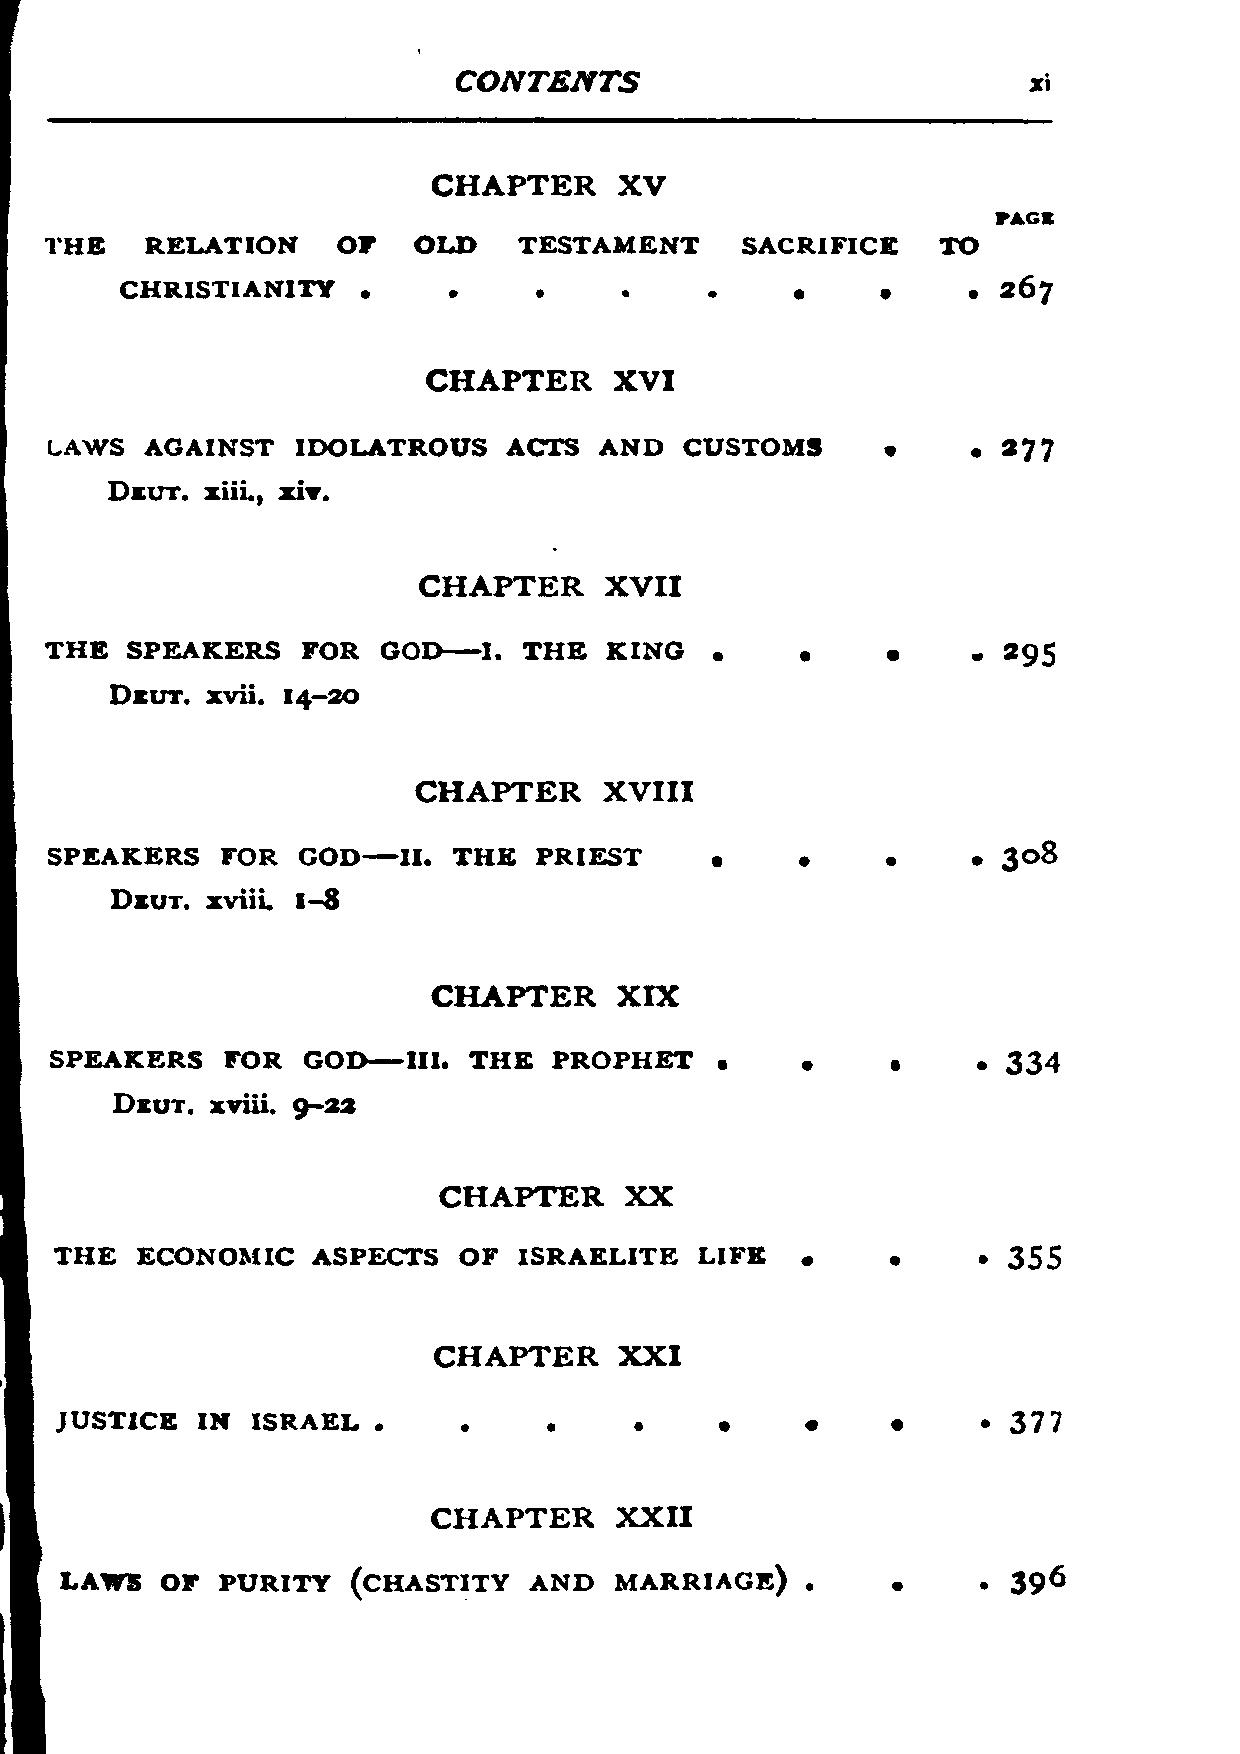 CONTENTS xi
CHAPTER XV
PAGE
THE RELATION OF OLD TESTAMENT SACRIFICE TO
CHRISTIANITY . . . . . . . . 267
CHAPTER XVI
LAWS AGAINST IDOLATROUS ACTS AND CUSTOMS . . 277
DEUT. xiii., xiv.
CHAPTER XVII
THE SPEAKERS FOR GOD—I. THE KING . . . . 295
DEUT. xvii. 14–20
CHAPTER XVIII
SPEAKERS FOR GOD—II. THE PRIEST . . . . 308
DEUT. xviii. 1–8
CHAPTER XIX
SPEAKERS FOR GOD—III. THE PROPHET . . . . 334
DEUT. xviii. 9–22
CHAPTER XX
THE ECONOMIC ASPECTS OF ISRAELITE LIFE . . . 355
CHAPTER XXI
JUSTICE IN ISRAEL . . . . . . . . 377
CHAPTER XXII
LAWS OF PURITY (CHASTITY AND MARRIAGE) . . . 396